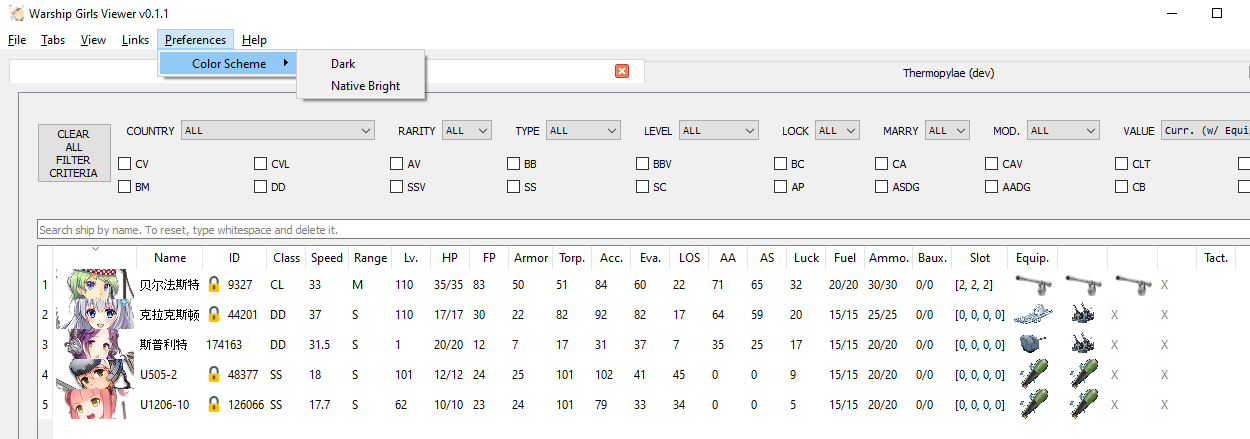 Warship Girls Viewer v0.1.1
File Tabs View Links Preferences Help
Color Scheme Dark
Native Bright
Thermopylae (dev)
CLEAR ALL FILTER CRITERIA
COUNTRY ALL RARITY ALL TYPE ALL LEVEL ALL LOCK ALL MARRY ALL MOD. ALL VALUE Curr. (w/ Equi
CV CVL AV BB BBV BC CA CAV CLT
BM DD SSV SS SC AP ASDG AADG CB
Search ship by name. To reset, type whitespace and delete it.
Name ID Class Speed Range Lv. HP FP Armor Torp. Acc. Eva. LOS AA AS Luck Fuel Ammo. Baux. Slot Equip. Tact.
1 贝尔法斯特 9327 CL 33 M 110 35/35 83 50 51 84 60 22 71 65 32 20/20 30/30 0/0 [2, 2, 2] X
2 克拉克斯顿 44201 DD 37 S 110 17/17 30 22 82 92 82 17 64 59 20 15/15 25/25 0/0 [0, 0, 0, 0] X X
3 斯普利特 174163 DD 31.5 S 1 20/20 12 7 17 31 37 7 35 25 17 15/15 20/20 0/0 [0, 0, 0, 0] X X
4 U505-2 48377 SS 18 S 101 12/12 24 25 101 102 41 45 0 0 9 15/15 20/20 0/0 [0, 0, 0, 0] X X
5 U1206-10 126066 SS 17.7 S 62 10/10 23 24 101 79 33 34 0 0 5 15/15 20/20 0/0 [0, 0, 0, 0] X X